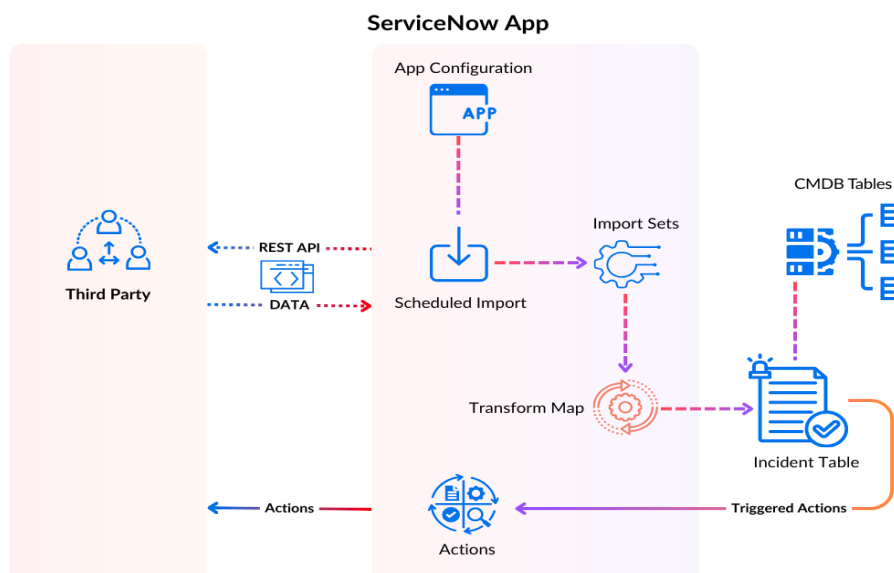 ServiceNow App
App Configuration
APP
CMDB Tables
Import Sets
REST API
Third Party
DATA
Scheduled Import
Transform Map
Incident Table
Actions
Triggered Actions
Actions